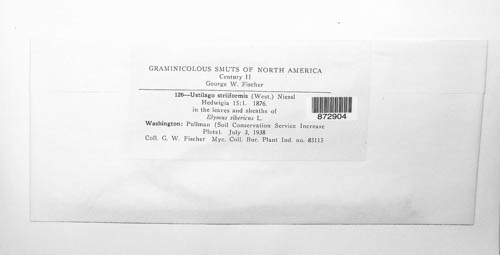 GRAMINICOLOUS SMUTS OF NORTH AMERICA
Century II
George W. Fischer
126—Ustilago striiformis (West.) Niessl
Hedwigia 15:1. 1876.
in the leaves and sheaths of
Elymus sibericus L.
Washington: Pullman (Soil Conservation Service Increase
Plots). July 3, 1938
Coll. G. W. Fischer Myc. Coll. Bur. Plant Ind. no. 83113
872904